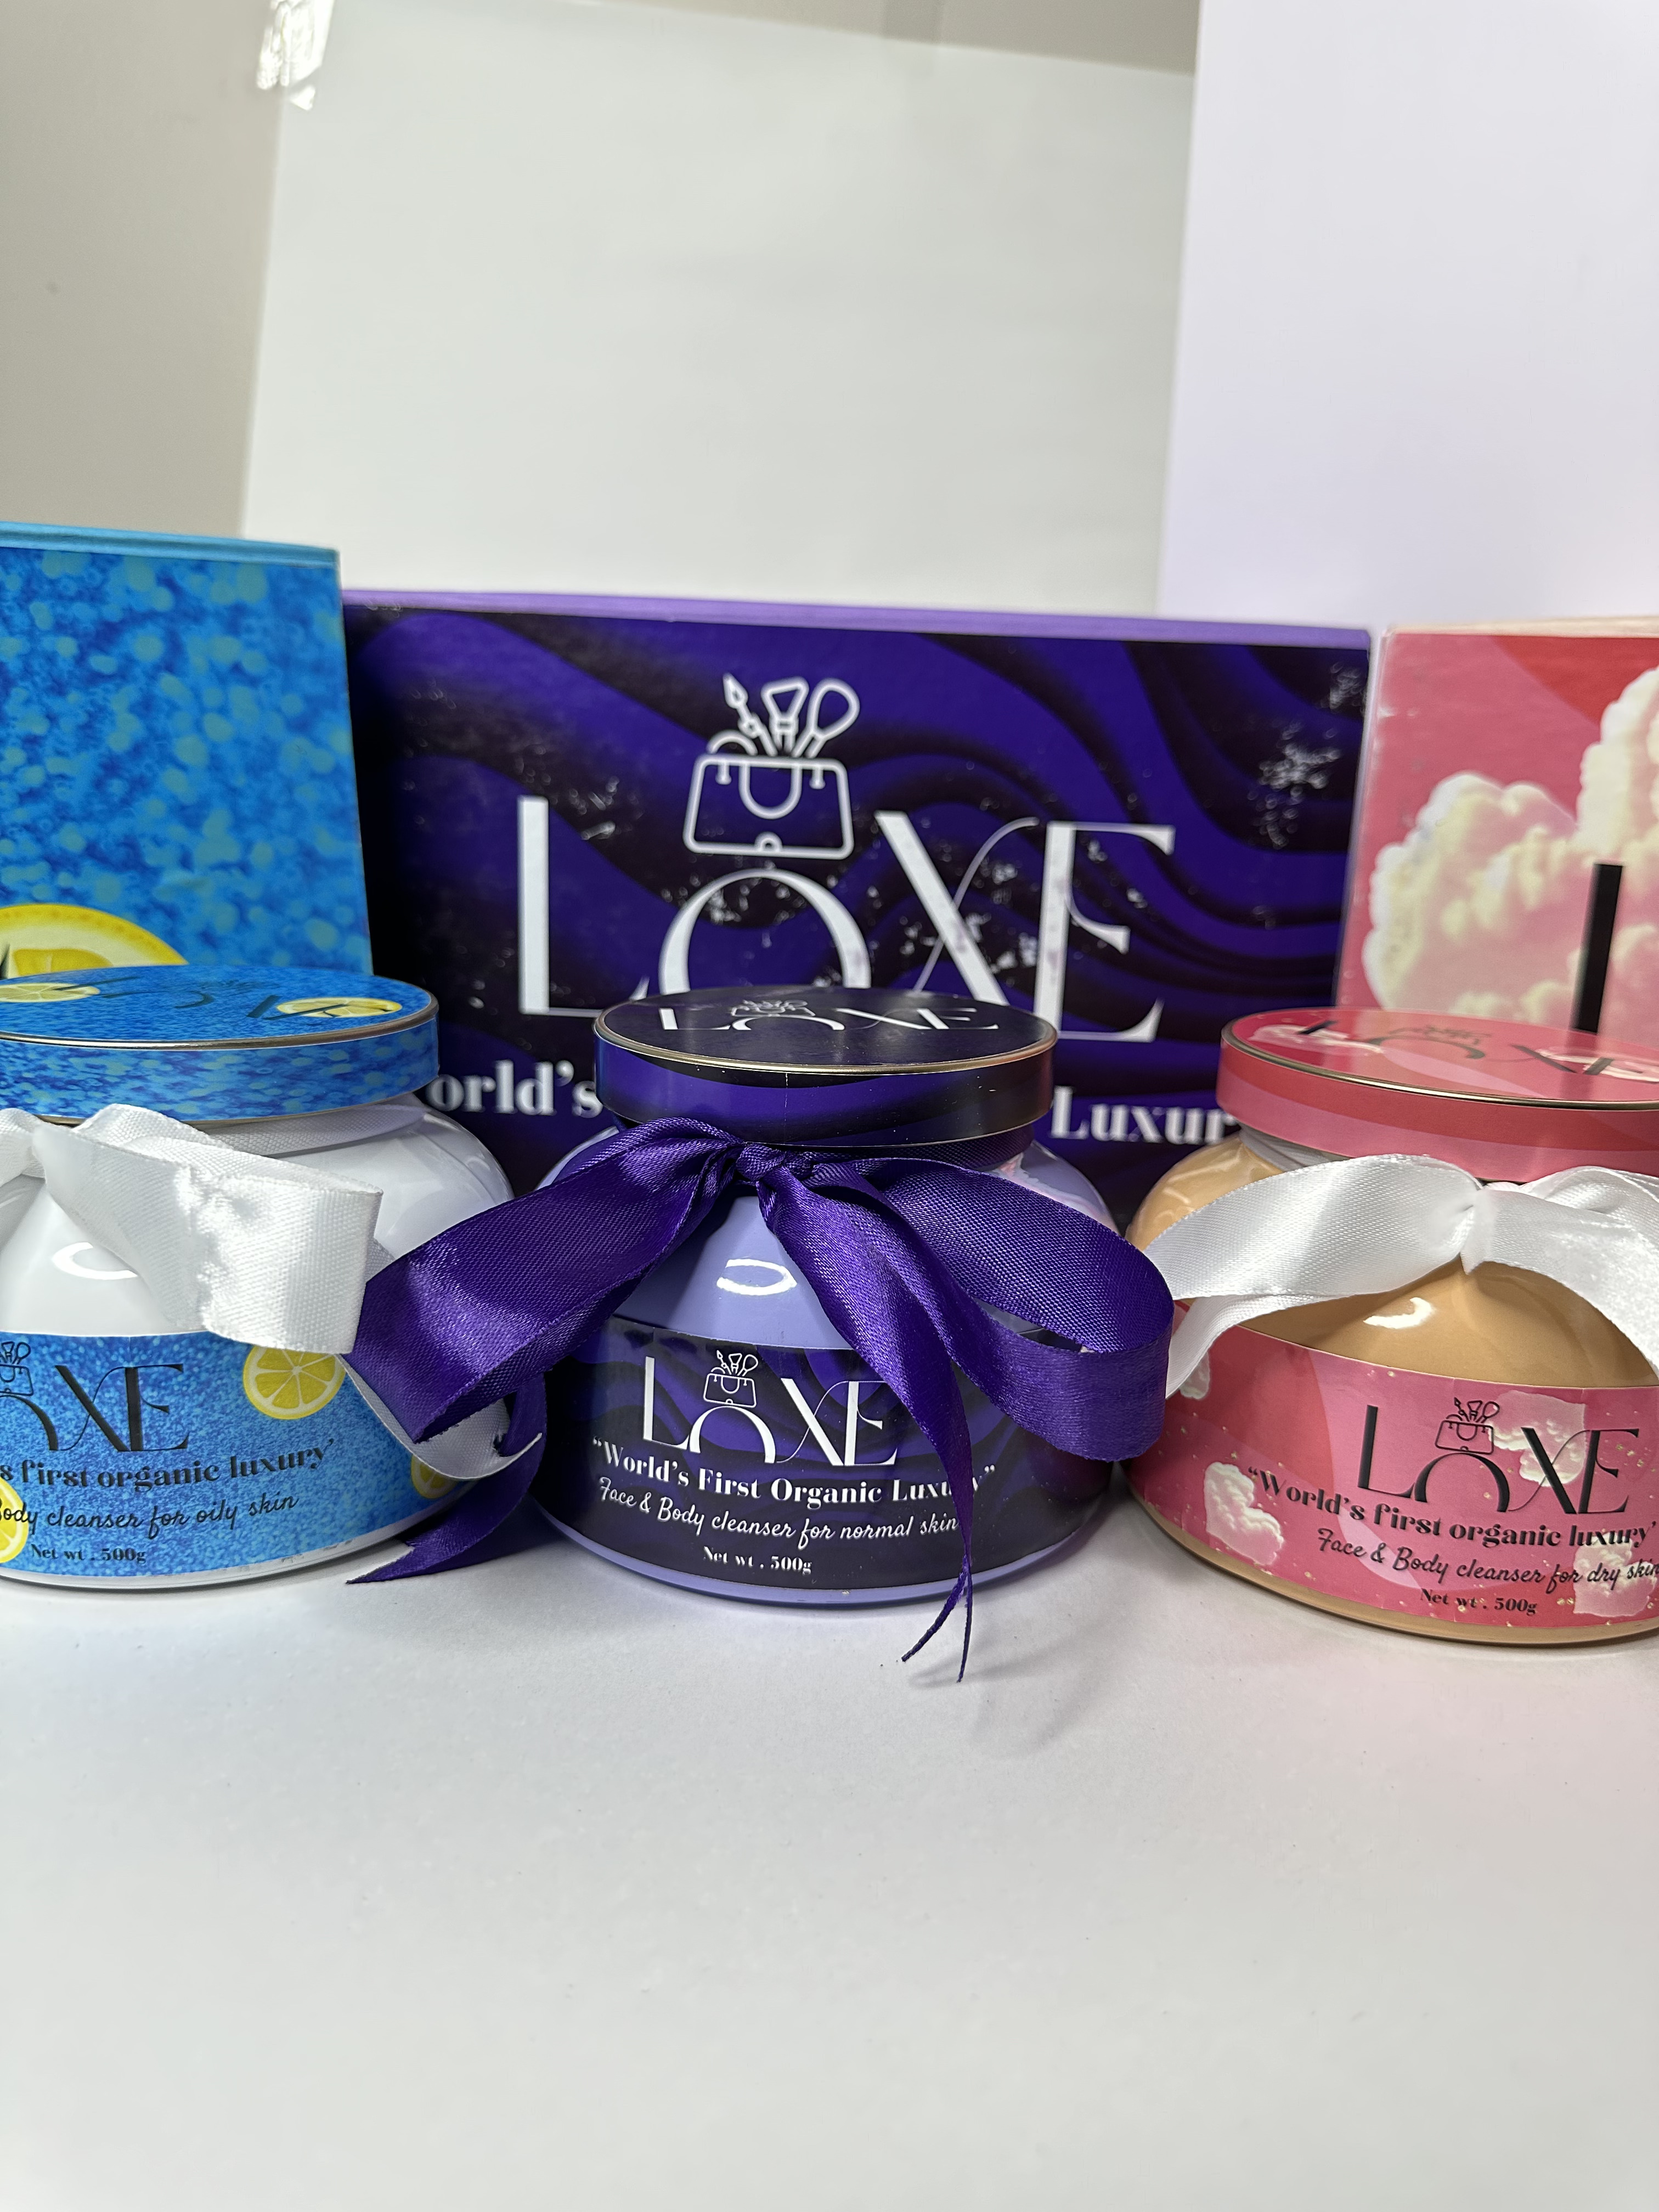 LOXE
orld's
Luxur
L
LOXE
LOXE
LOXE
OXE
s first organic luxury'
Body cleanser for oily skin
Net wt . 500g
LOXE
"World's First Organic Luxury"
Face & Body cleanser for normal skin
Net wt . 500g
LOXE
"World's first organic luxury'
Face & Body cleanser for dry skin
Net wt . 500g